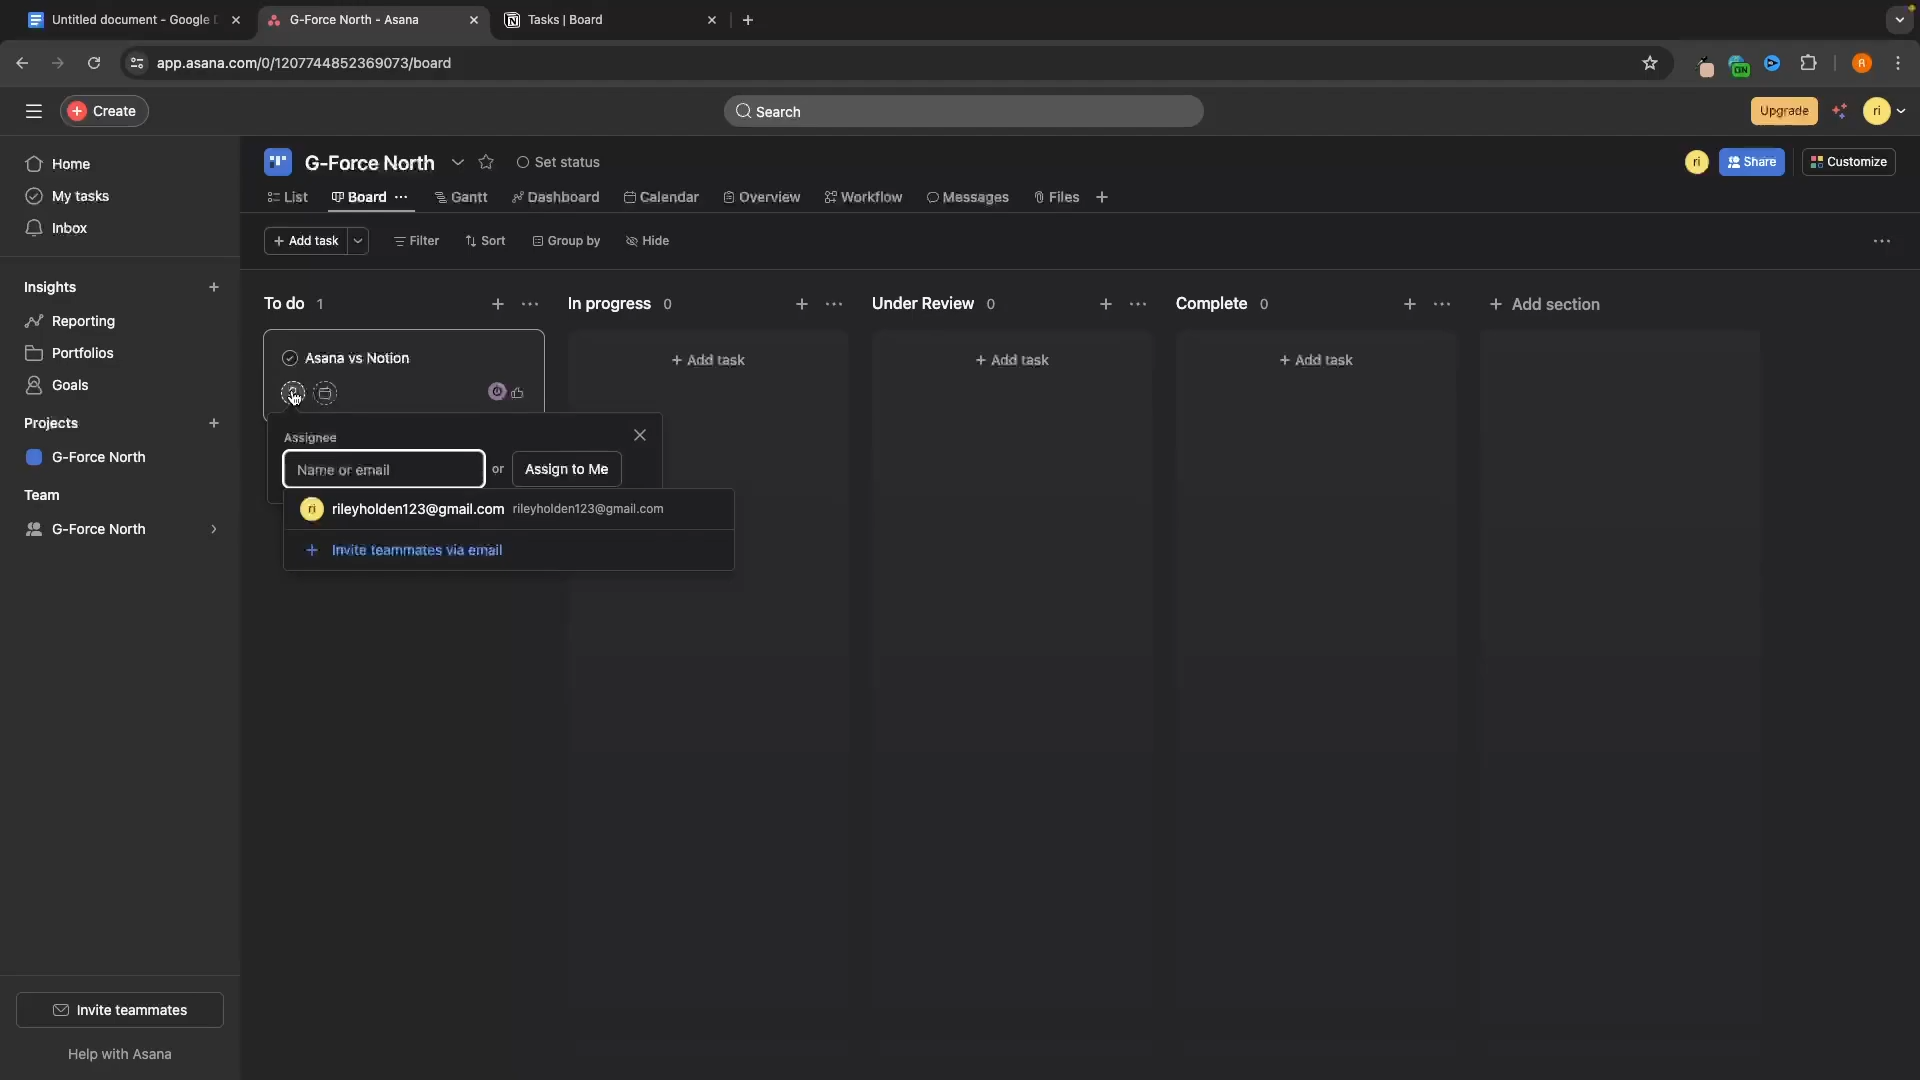 Untitled document - Google D
G-Force North - Asana
Tasks | Board
app.asana.com/0/1207744852369073/board
R
ON
Create
Search
Upgrade
ri
Home
My tasks
Inbox
Insights
Reporting
Portfolios
Goals
Projects
G-Force North
Team
G-Force North
Invite teammates
Help with Asana
G-Force North
Set status
ri
Share
Customize
List
Board
Gantt
Dashboard
Calendar
Overview
Workflow
Messages
Files
+ Add task
Filter
Sort
Group by
Hide
To do 1
In progress 0
Under Review 0
Complete 0
+ Add section
Asana vs Notion
+ Add task
+ Add task
+ Add task
Assignee
Name or email
or
Assign to Me
ri
rileyholden123@gmail.com rileyholden123@gmail.com
+ Invite teammates via email